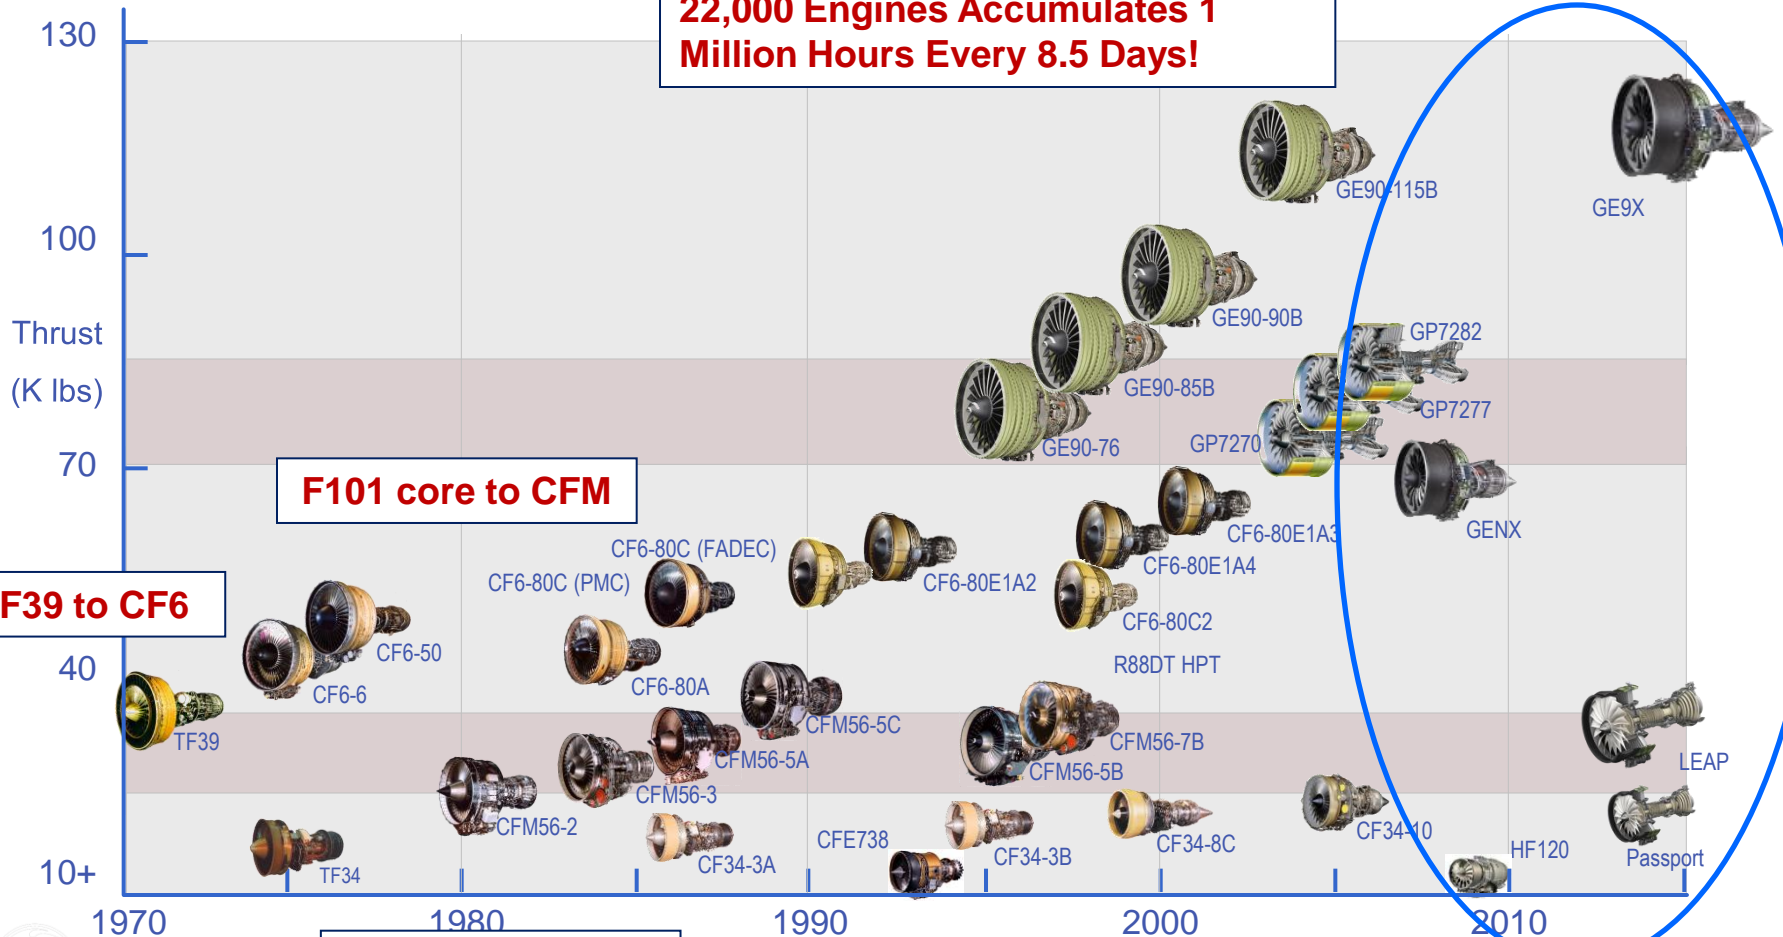 22,000 Engines Accumulates 1
Million Hours Every 8.5 Days!
130
100
Thrust
(K lbs)
70
40
10+
GE90-115B
GE9X
GE90-90B
GP7282
GE90-85B
GP7277
GE90-76
GP7270
F101 core to CFM
GENX
CF6-80E1A3
CF6-80C (FADEC)
CF6-80E1A4
CF6-80C (PMC)
CF6-80E1A2
F39 to CF6
CF6-80C2
CF6-50
R88DT HPT
CF6-6
CF6-80A
CFM56-5C
TF39
CFM56-7B
CFM56-5A
LEAP
CFM56-5B
CFM56-3
CFM56-2
CF34-10
CFE738
CF34-8C
HF120
CF34-3B
Passport
CF34-3A
TF34
1970
1980
1990
2000
2010